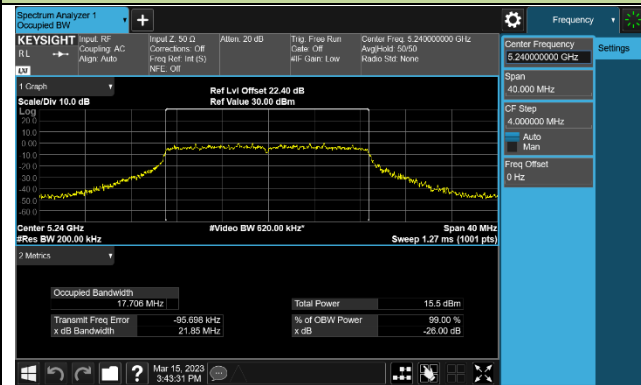 Spectrum Analyzer 1
Occupied BW
+
Frequency
KEYSIGHT Input: RF
RL
Coupling: AC
Align: Auto
LXI
Input Z: 50 Ω
Corrections: Off
Freq Ref: Int (S)
NFE: Off
Atten: 20 dB
Trig: Free Run
Gate: Off
#IF Gain: Low
Center Freq: 5.240000000 GHz
Avg|Hold: 50/50
Radio Std: None
Center Frequency
5.240000000 GHz
Settings
Span
40.000 MHz
CF Step
4.000000 MHz
Auto
Man
Freq Offset
0 Hz
1 Graph
Scale/Div 10.0 dB
Ref Lvl Offset 22.40 dB
Ref Value 30.00 dBm
Log
20.0
10.0
0.00
-10.0
-20.0
-30.0
-40.0
-50.0
-60.0
Center 5.24 GHz
#Res BW 200.00 kHz
#Video BW 620.00 kHz*
Span 40 MHz
Sweep 1.27 ms (1001 pts)
2 Metrics
Occupied Bandwidth
17.706 MHz
Total Power 15.5 dBm
Transmit Freq Error -95.698 kHz
% of OBW Power 99.00 %
x dB Bandwidth 21.85 MHz
x dB -26.00 dB
?
Mar 15, 2023
3:43:31 PM